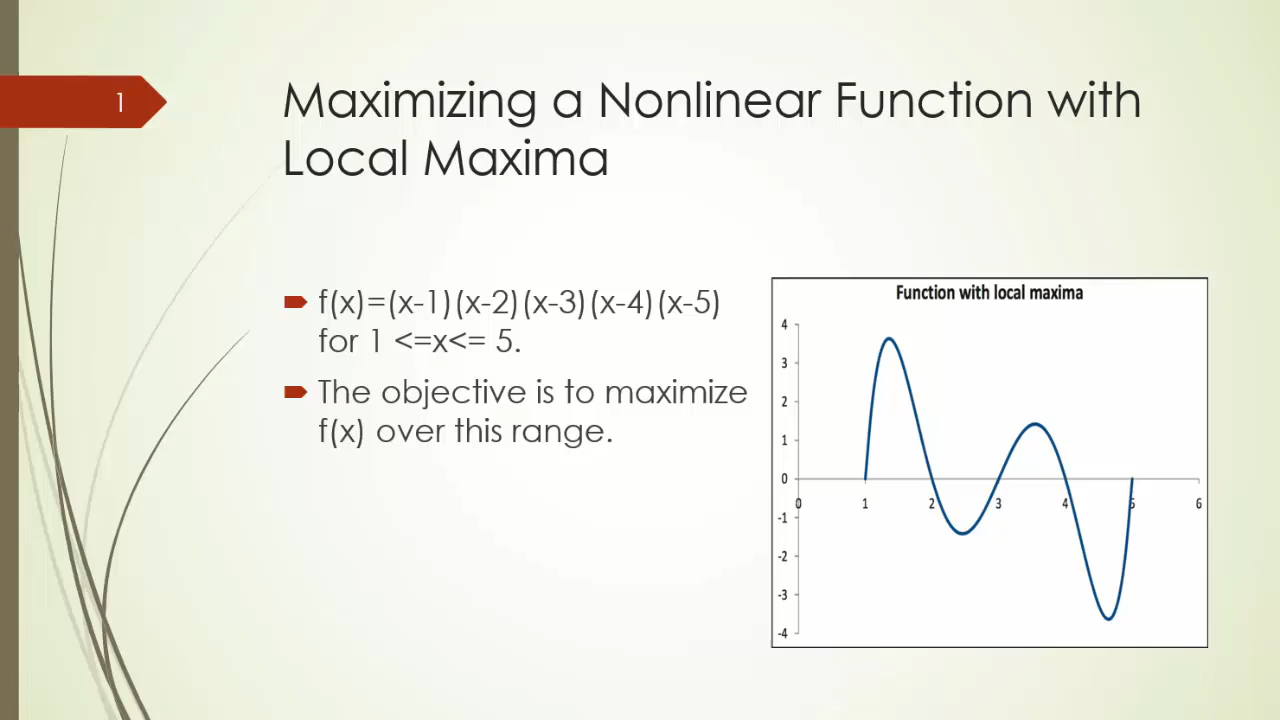 1
Maximizing a Nonlinear Function with
Local Maxima
f(x)=(x-1)(x-2)(x-3)(x-4)(x-5)
for 1 <=x<= 5.
The objective is to maximize
f(x) over this range.
Function with local maxima
4
3
2
1
0
-1
-2
-3
-4
0 1 2 3 4 5 6